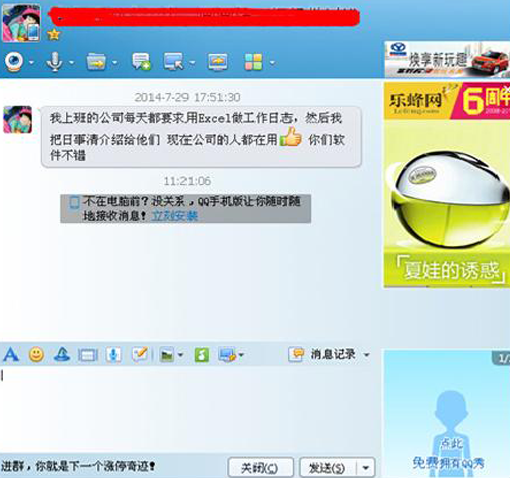 焕享新玩趣
2014-7-29 17:51:30
我上班的公司每天都要求用Excel做工作日志，然后我
把日事清介绍给他们 现在公司的人都在用 你们软
件不错
乐蜂网
6周年
11:21:06
不在电脑前？没关系，QQ手机版让你随时随
地接收消息！立刻安装
「夏娃的诱惑」
消息记录
1/
点此
免费拥有QQ秀
进群，你就是下一个涨停奇迹！
关闭(C)
发送(S)